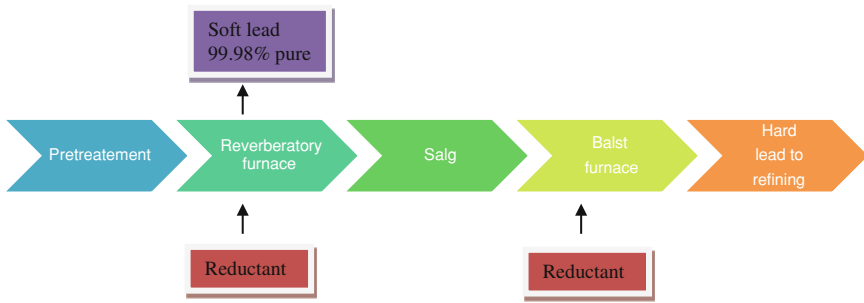 Soft lead
99.98% pure
Pretreatement
Reverberatory
furnace
Salg
Balst
furnace
Hard
lead to
refining
Reductant
Reductant